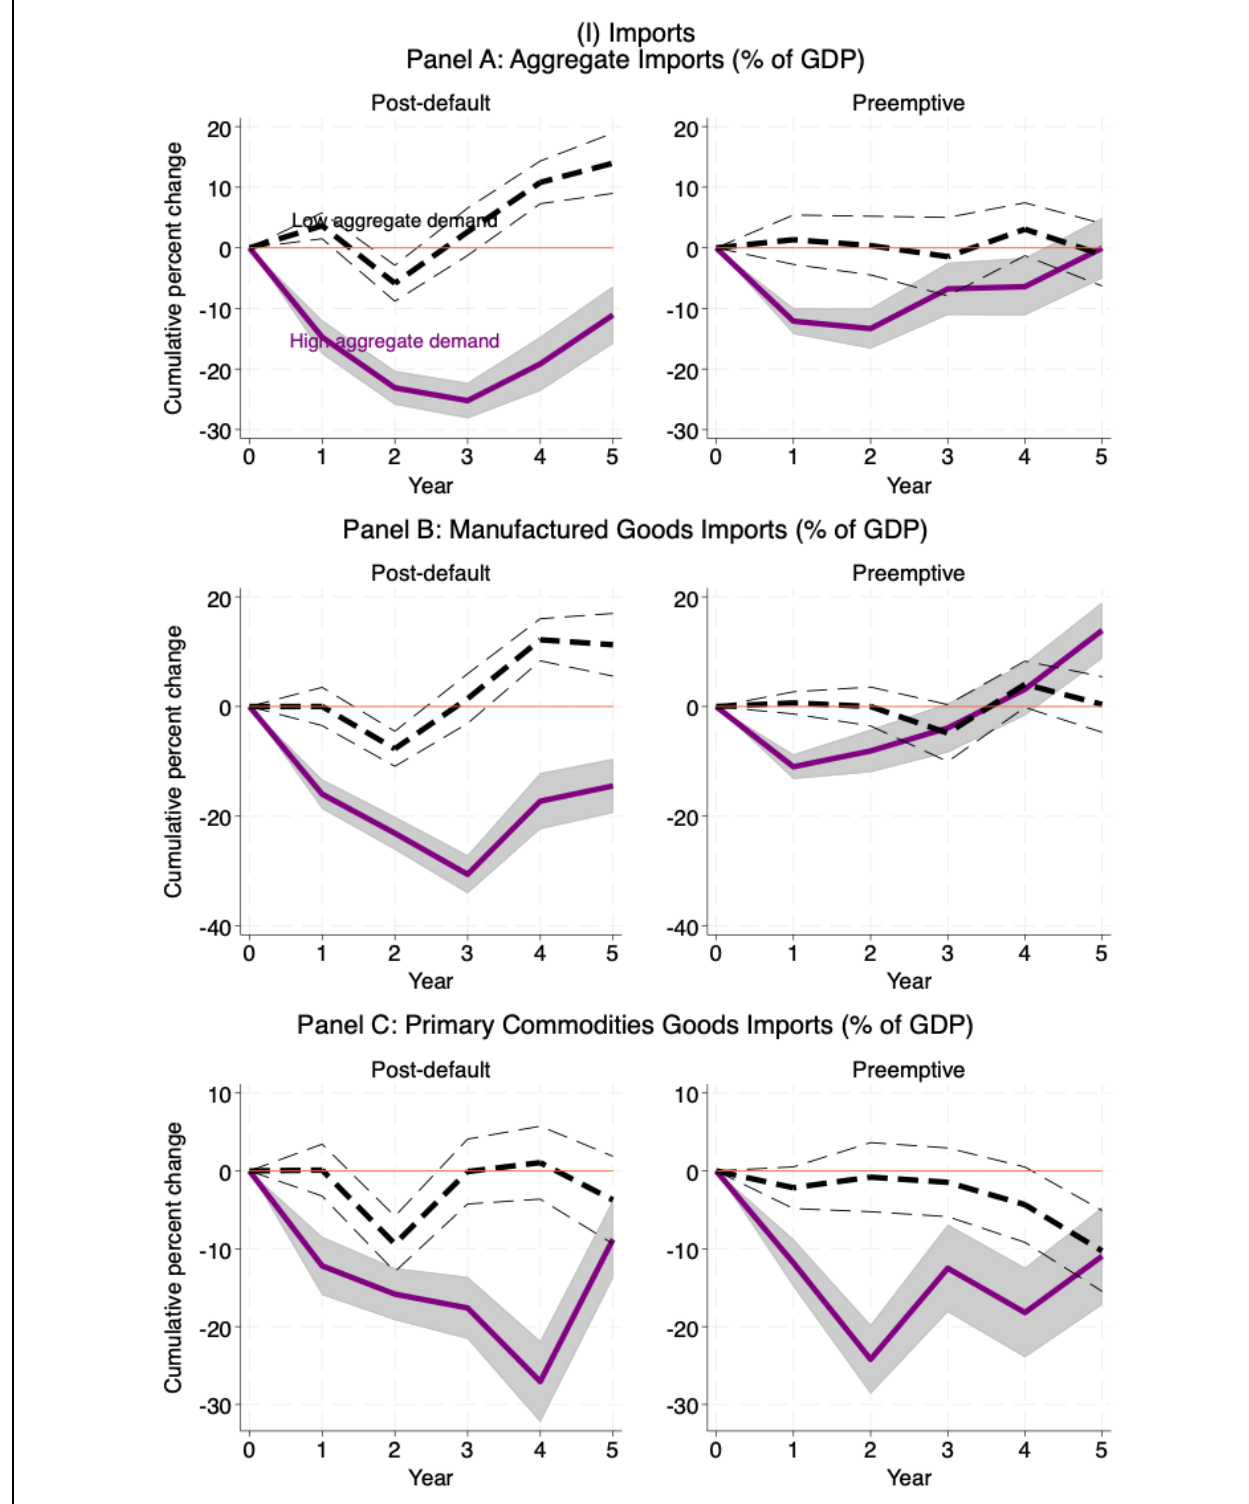 (I) Imports
Panel A: Aggregate Imports (% of GDP)
Post-default
Preemptive
Cumulative percent change
20
10
0
-10
-20
-30
Low aggregate demand
High aggregate demand
0 1 2 3 4 5
Year
20
10
0
-10
-20
-30
0 1 2 3 4 5
Year
Panel B: Manufactured Goods Imports (% of GDP)
Post-default
Preemptive
Cumulative percent change
20
0
-20
-40
0 1 2 3 4 5
Year
20
0
-20
-40
0 1 2 3 4 5
Year
Panel C: Primary Commodities Goods Imports (% of GDP)
Post-default
Preemptive
Cumulative percent change
10
0
-10
-20
-30
0 1 2 3 4 5
Year
10
0
-10
-20
-30
0 1 2 3 4 5
Year